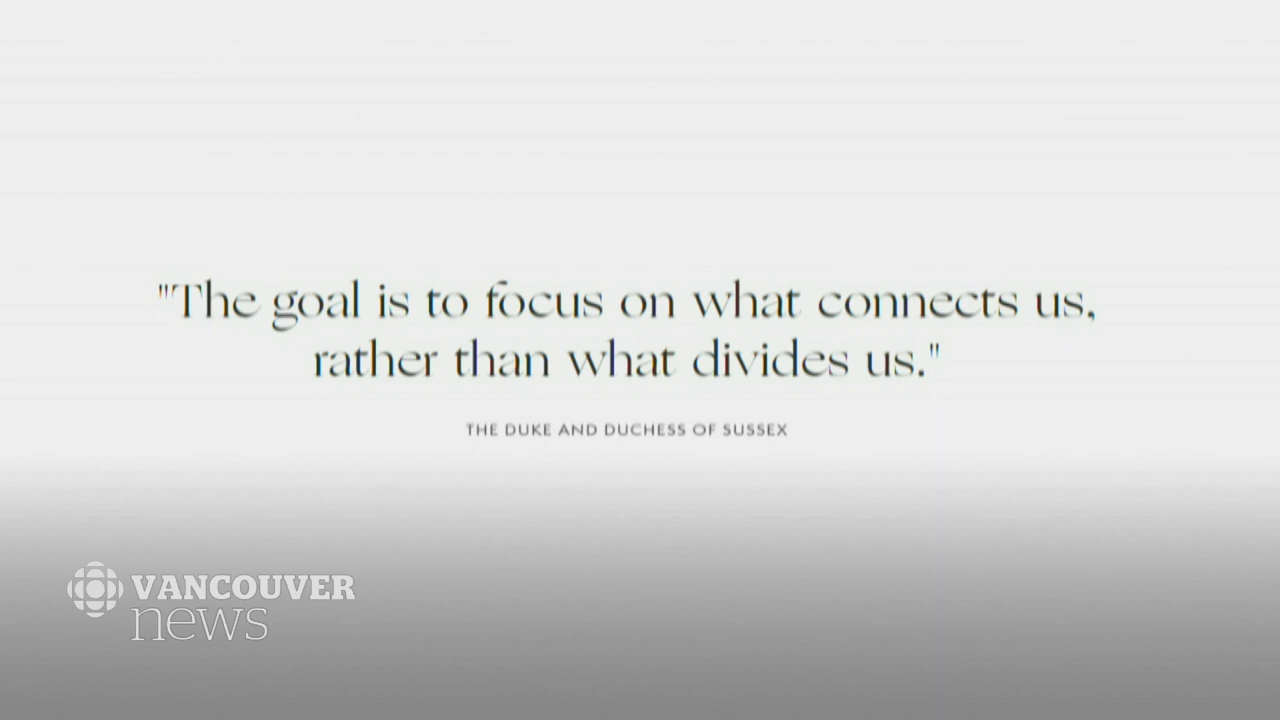 "The goal is to focus on what connects us,
rather than what divides us."
THE DUKE AND DUCHESS OF SUSSEX
VANCOUVER
news